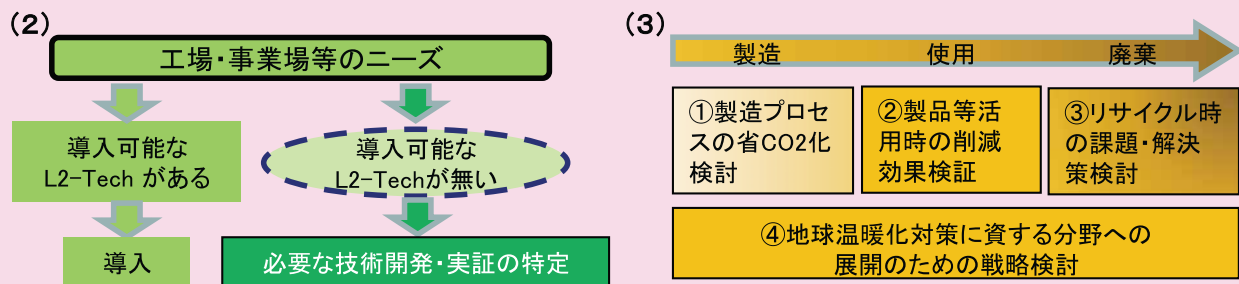 (2)
工場・事業場等のニーズ
導入可能な
L2-Tech がある
導入
導入可能な
L2-Techが無い
必要な技術開発・実証の特定
(3)
製造
使用
廃棄
①製造プロセ
スの省CO2化
検討
②製品等活
用時の削減
効果検証
③リサイクル時
の課題・解決
策検討
④地球温暖化対策に資する分野への
展開のための戦略検討